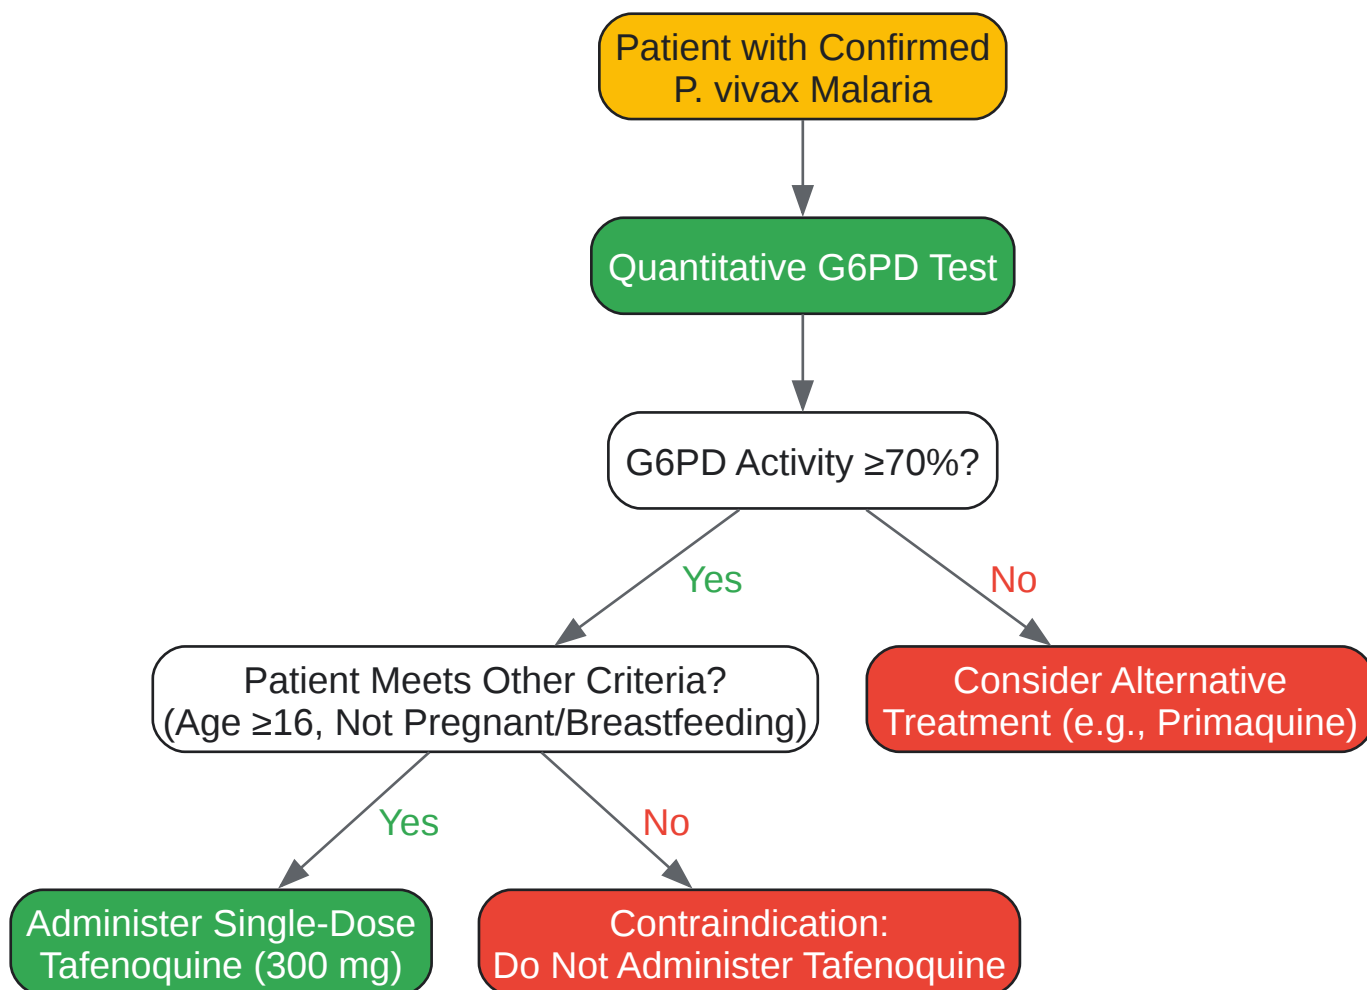 Patient with Confirmed
P. vivax Malaria
Quantitative G6PD Test
G6PD Activity ≥70%?
Yes
No
Patient Meets Other Criteria?
(Age ≥16, Not Pregnant/Breastfeeding)
Consider Alternative
Treatment (e.g., Primaquine)
Yes
No
Administer Single-Dose
Tafenoquine (300 mg)
Contraindication:
Do Not Administer Tafenoquine